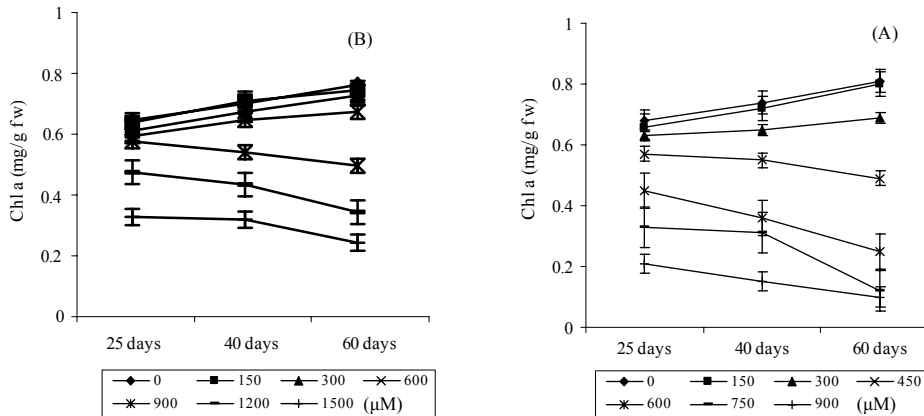 (B)
Chl a (mg/g fw)
1
0.8
0.6
0.4
0.2
0
25 days 40 days 60 days
0 150 300 600
900 1200 1500 (μM)
(A)
Chl a (mg/g fw)
1
0.8
0.6
0.4
0.2
0
25 days 40 days 60 days
0 150 300 450
600 750 900 (μM)